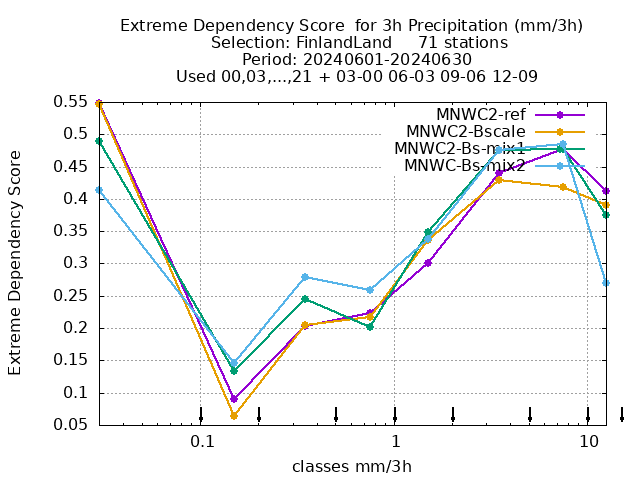 Extreme Dependency Score  for 3h Precipitation (mm/3h)
Selection: FinlandLand     71 stations
Period: 20240601-20240630
Used 00,03,...,21 + 03-00 06-03 09-06 12-09
MNWC2-ref
MNWC2-Bscale
MNWC2-Bs-mix1
MNWC-Bs-mix2
Extreme Dependency Score
0.55
0.5
0.45
0.4
0.35
0.3
0.25
0.2
0.15
0.1
0.05
0.1 1 10
classes mm/3h